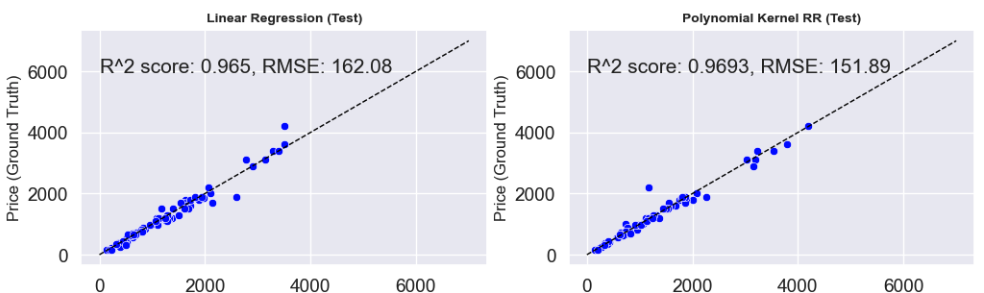 Linear Regression (Test)
R^2 score: 0.965, RMSE: 162.08
Price (Ground Truth)
6000
4000
2000
0
0
2000
4000
6000
Polynomial Kernel RR (Test)
R^2 score: 0.9693, RMSE: 151.89
Price (Ground Truth)
6000
4000
2000
0
0
2000
4000
6000